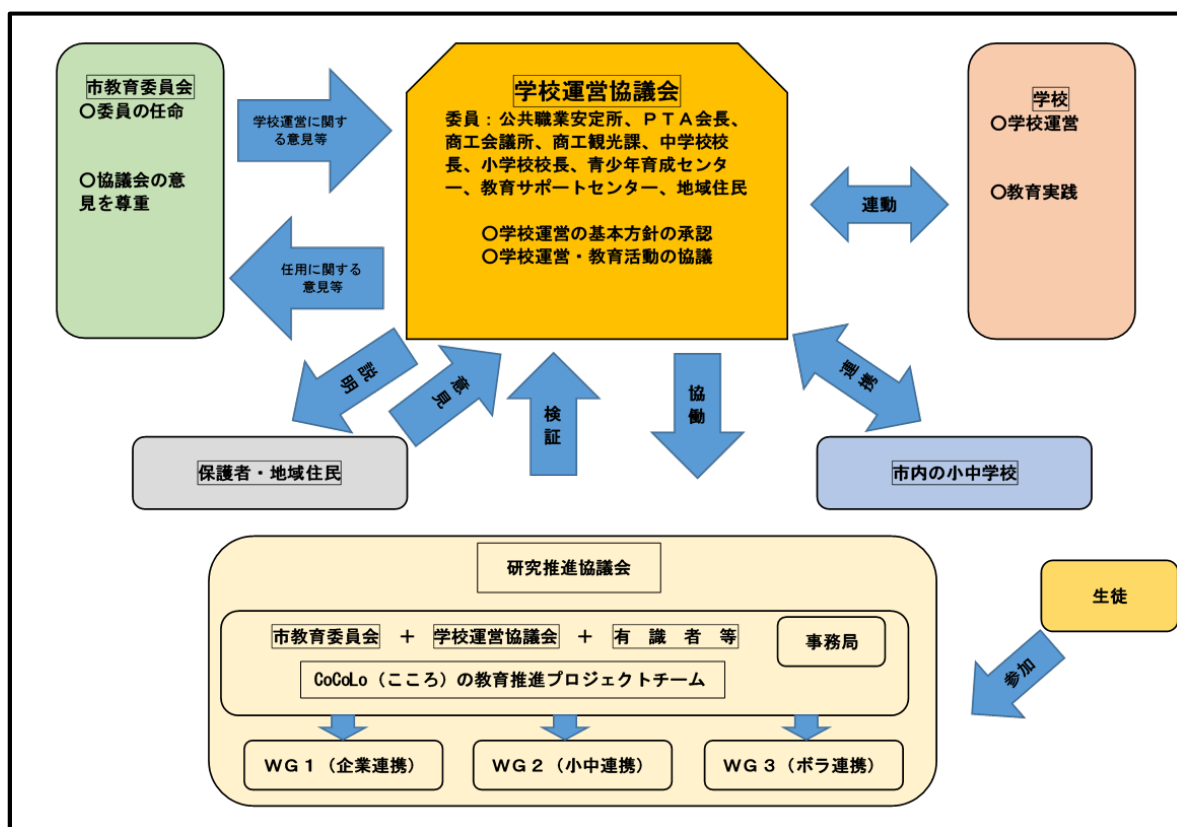 市教育委員会
〇委員の任命
〇協議会の意
見を尊重
学校運営に関す
る意見等
任用に関する
意見等
学校運営協議会
委員：公共職業安定所、ＰＴＡ会長、
商工会議所、商工観光課、中学校校
長、小学校校長、青少年育成センタ
ー、教育サポートセンター、地域住民
〇学校運営の基本方針の承認
〇学校運営・教育活動の協議
連動
学校
〇学校運営
〇教育実践
説明
意見
検証
協働
連携
保護者・地域住民
市内の小中学校
研究推進協議会
市教育委員会　＋　学校運営協議会　＋　有　識　者　等
事務局
CoCoLo（こころ）の教育推進プロジェクトチーム
ＷＧ１（企業連携）
ＷＧ２（小中連携）
ＷＧ３（ボラ連携）
生徒
参加